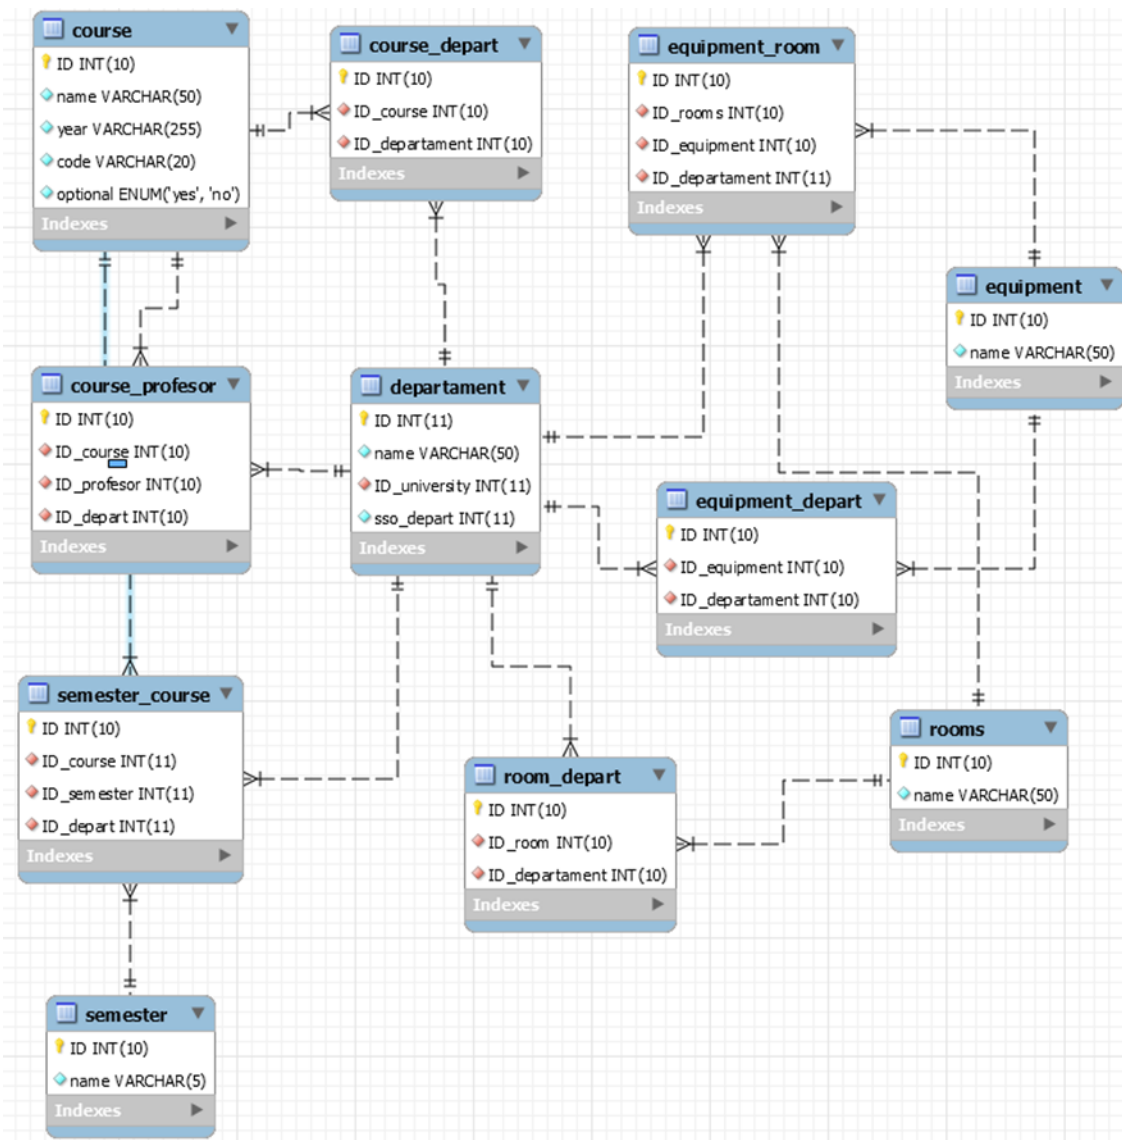 course
ID INT(10)
name VARCHAR(50)
year VARCHAR(255)
code VARCHAR(20)
optional ENUM('yes', 'no')
Indexes
course_depart
ID INT(10)
ID_course INT(10)
ID_departament INT(10)
Indexes
equipment_room
ID INT(10)
ID_rooms INT(10)
ID_equipment INT(10)
ID_departament INT(11)
Indexes
equipment
ID INT(10)
name VARCHAR(50)
Indexes
course_profesor
ID INT(10)
ID_course INT(10)
ID_profesor INT(10)
ID_depart INT(10)
Indexes
departament
ID INT(11)
name VARCHAR(50)
ID_university INT(11)
sso_depart INT(11)
Indexes
equipment_depart
ID INT(10)
ID_equipment INT(10)
ID_departament INT(10)
Indexes
semester_course
ID INT(10)
ID_course INT(11)
ID_semester INT(11)
ID_depart INT(11)
Indexes
room_depart
ID INT(10)
ID_room INT(10)
ID_departament INT(10)
Indexes
rooms
ID INT(10)
name VARCHAR(50)
Indexes
semester
ID INT(10)
name VARCHAR(5)
Indexes